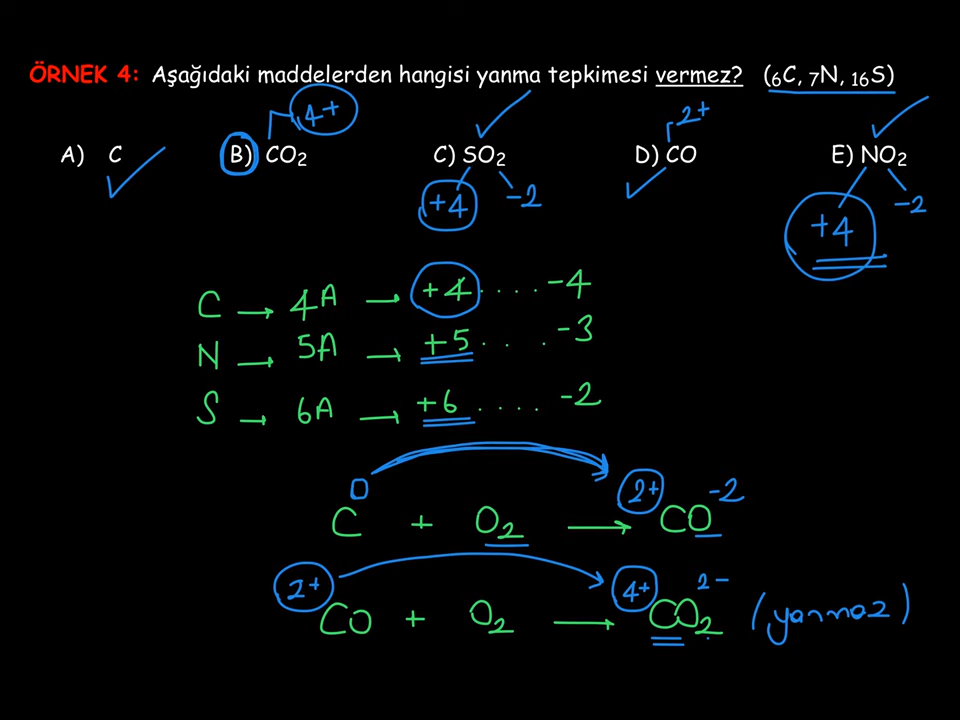 ÖRNEK 4: Aşağıdaki maddelerden hangisi yanma tepkimesi vermez? (₆C, ₇N, ₁₆S)
4+ 2+
A) C B) CO₂ C) SO₂ D) CO E) NO₂
+4 -2 +4 -2
C → 4A → +4 .... -4
N → 5A → +5 ... -3
S → 6A → +6 .... -2
0 2+ -2
C + O₂ → CO
2+ 4+ 2-
CO + O₂ → CO₂ (yanmaz)